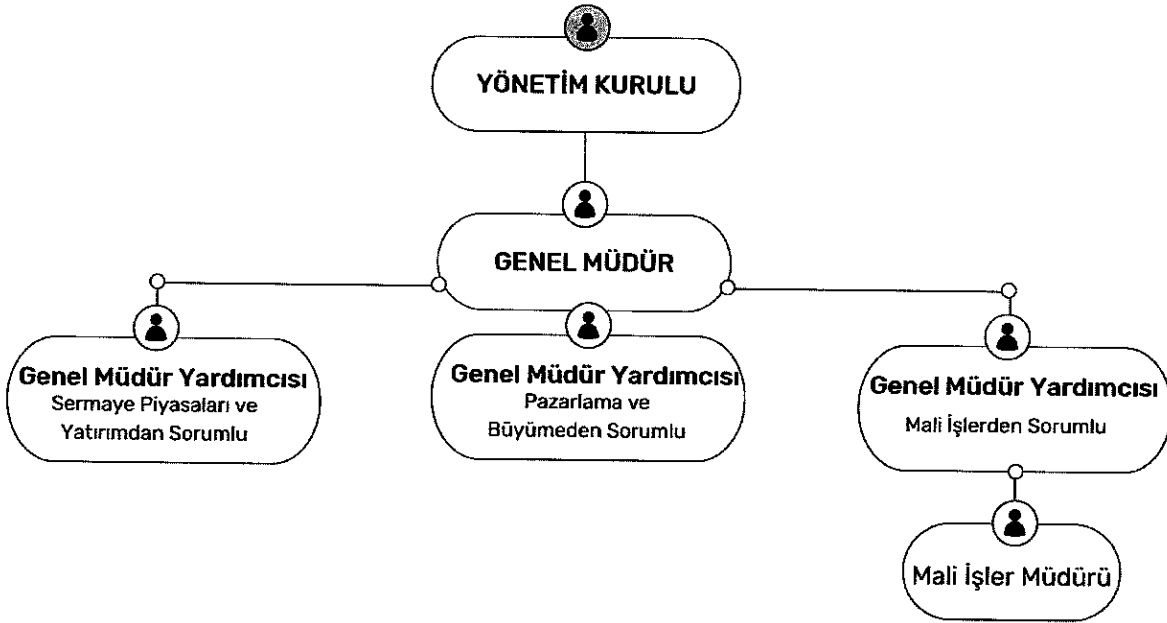 YÖNETİM KURULU
GENEL MÜDÜR
Genel Müdür Yardımcısı
Sermaye Piyasaları ve
Yatırımdan Sorumlu
Genel Müdür Yardımcısı
Pazarlama ve
Büyümeden Sorumlu
Genel Müdür Yardımcısı
Mali İşlerden Sorumlu
Mali İşler Müdürü